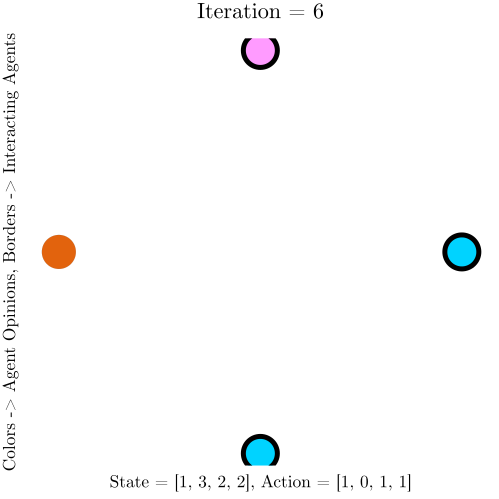 Iteration = 6
Colors -> Agent Opinions, Borders -> Interacting Agents
State = [1, 3, 2, 2], Action = [1, 0, 1, 1]